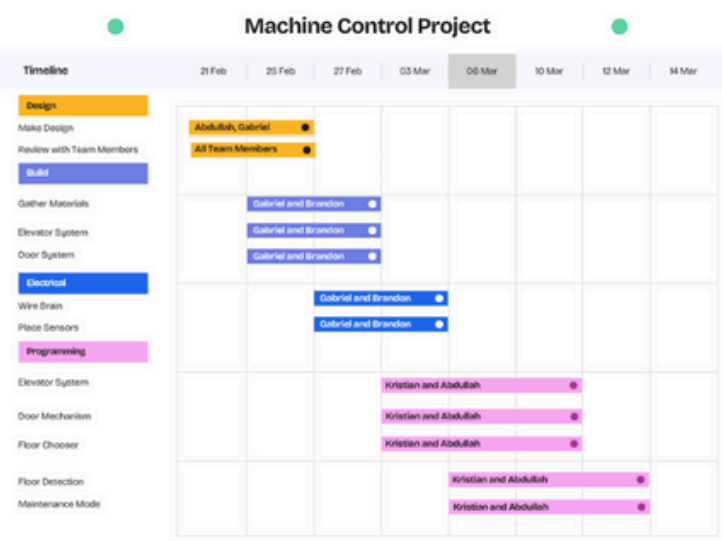 Machine Control Project
Timeline 21 Feb 25 Feb 27 Feb 03 Mar 06 Mar 10 Mar 12 Mar 14 Mar
Design
Make Design Abdullah, Gabriel
Review with Team Members All Team Members
Build
Gather Materials Gabriel and Brandon
Elevator System Gabriel and Brandon
Door System Gabriel and Brandon
Electrical
Wire Brain Gabriel and Brandon
Place Sensors Gabriel and Brandon
Programming
Elevator System Kristian and Abdullah
Door Mechanism Kristian and Abdullah
Floor Chooser Kristian and Abdullah
Floor Detection Kristian and Abdullah
Maintenance Mode Kristian and Abdullah